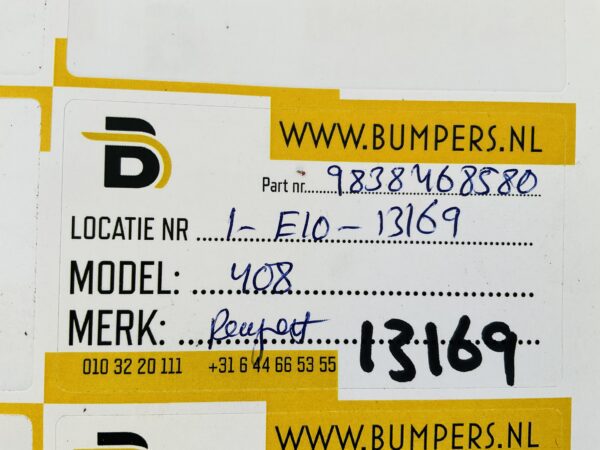 B
WWW.BUMPERS.NL
Part nr. 9838468580
LOCATIE NR 1-E10-13169
MODEL: 408
MERK: Peugeot
13169
010 32 20 111 +31 6 44 66 53 55
WWW.BUMPERS.NL